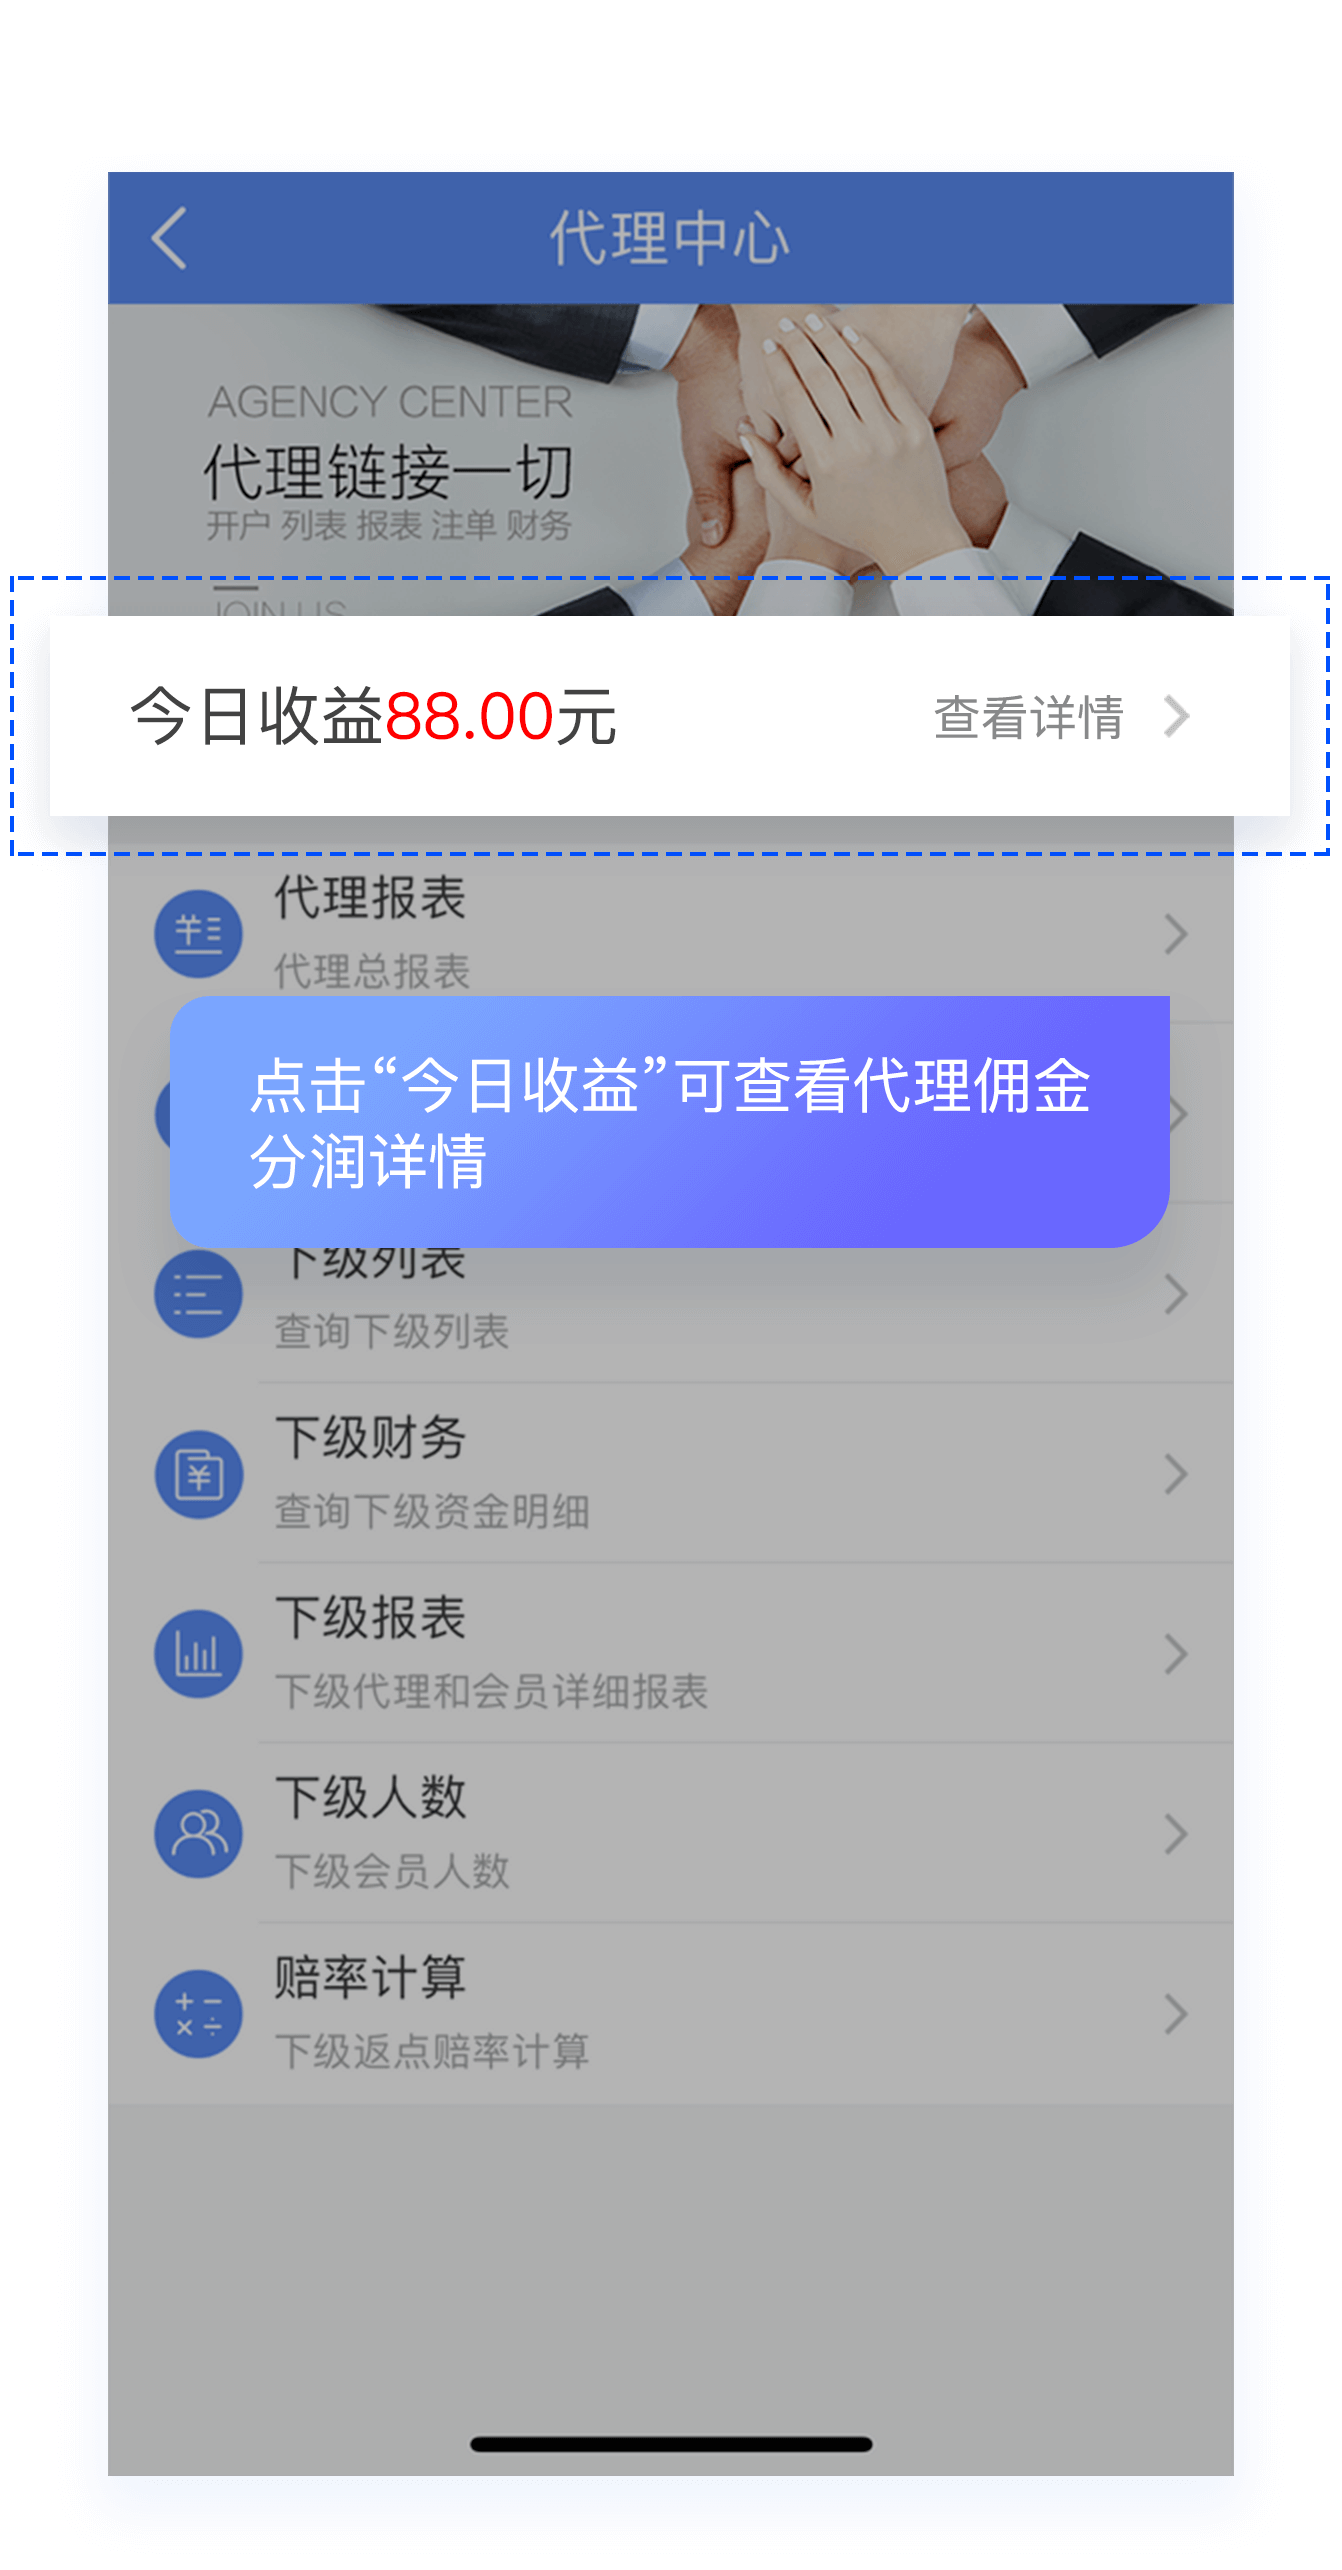 代理中心
AGENCY CENTER
代理链接一切
开户 列表 报表 注单 财务
JOIN US
今日收益88.00元
查看详情
代理报表
代理总报表
点击“今日收益”可查看代理佣金
分润详情
下级列表
查询下级列表
下级财务
查询下级资金明细
下级报表
下级代理和会员详细报表
下级人数
下级会员人数
赔率计算
下级返点赔率计算